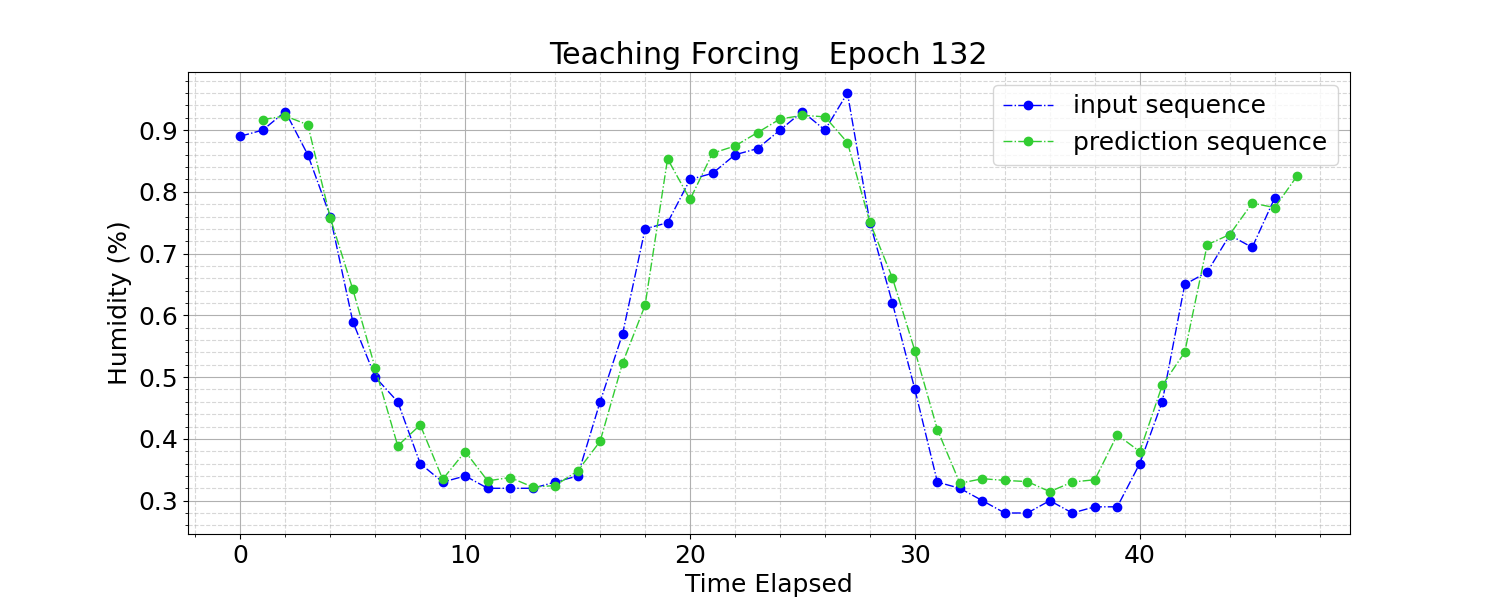 Teaching Forcing   Epoch 132
input sequence
prediction sequence
Humidity (%)
0.9
0.8
0.7
0.6
0.5
0.4
0.3
0 10 20 30 40
Time Elapsed